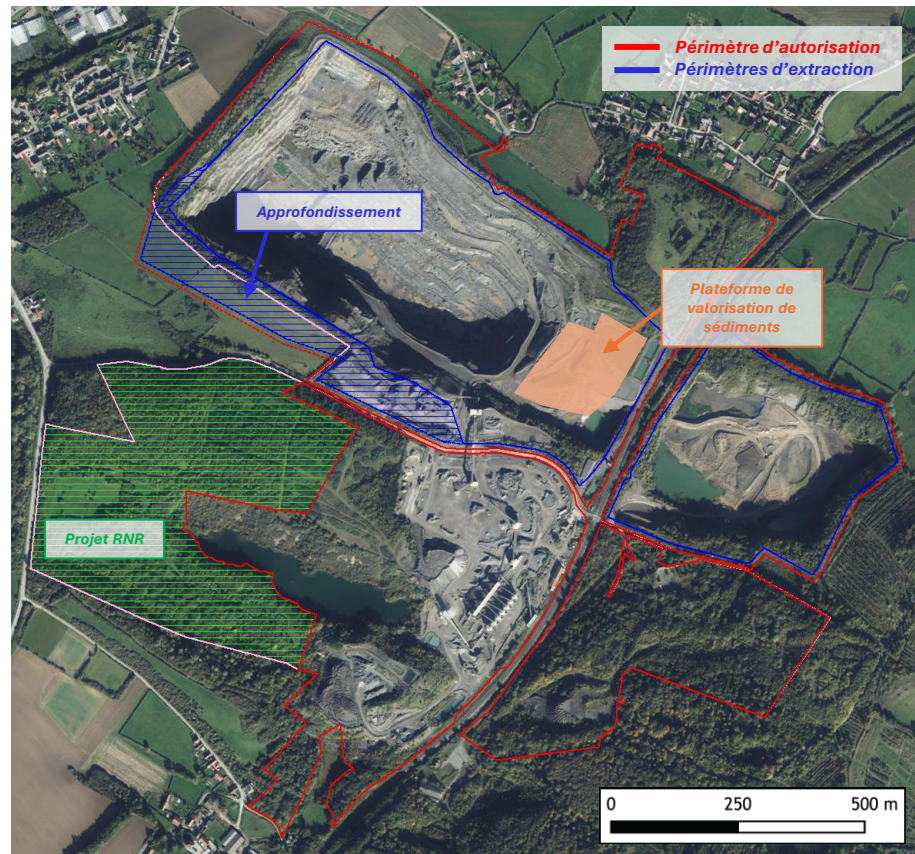 Périmètre d'autorisation
Périmètres d'extraction
Approfondissement
Plateforme de
valorisation de
sédiments
Projet RNR
0 250 500 m